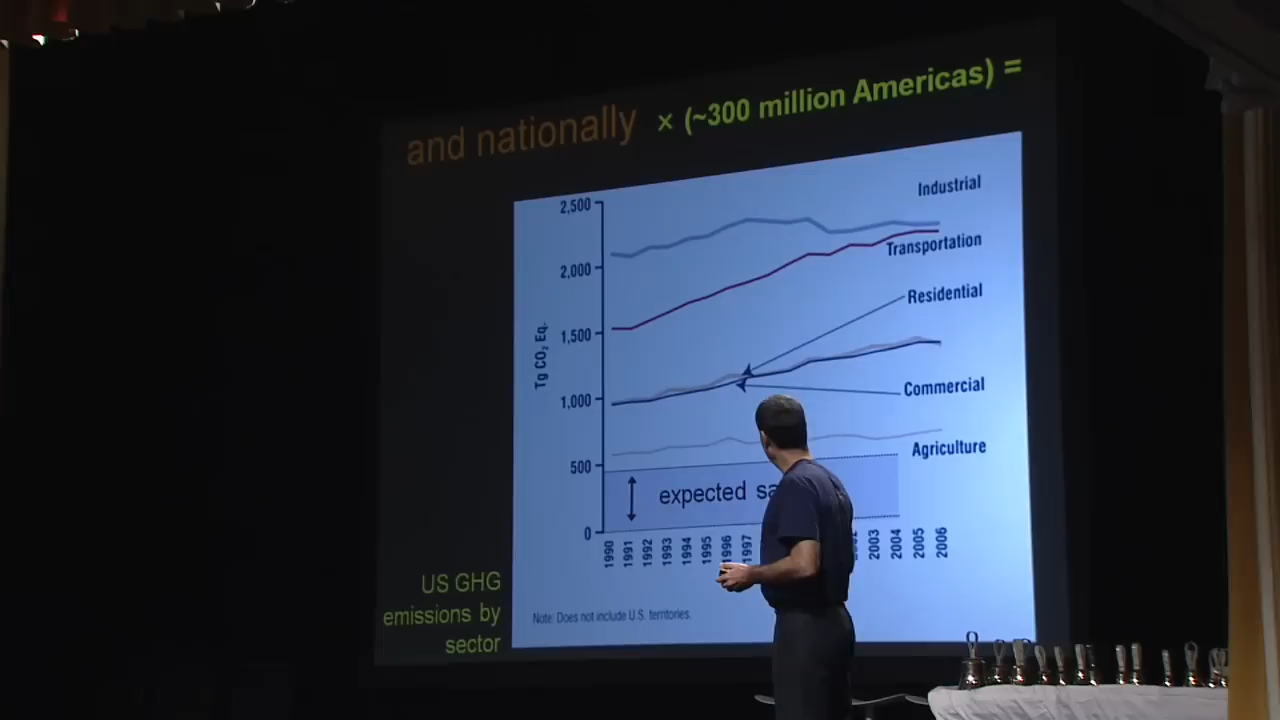 and nationally × (~300 million Americas) =
Industrial
2,500
Transportation
2,000
Residential
1,500
Tg CO₂ Eq.
Commercial
1,000
Agriculture
500
expected
0
1990 1991 1992 1993 1994 1995 1996 1997 2003 2004 2005 2006
US GHG
emissions by
sector
Note: Does not include U.S. territories.